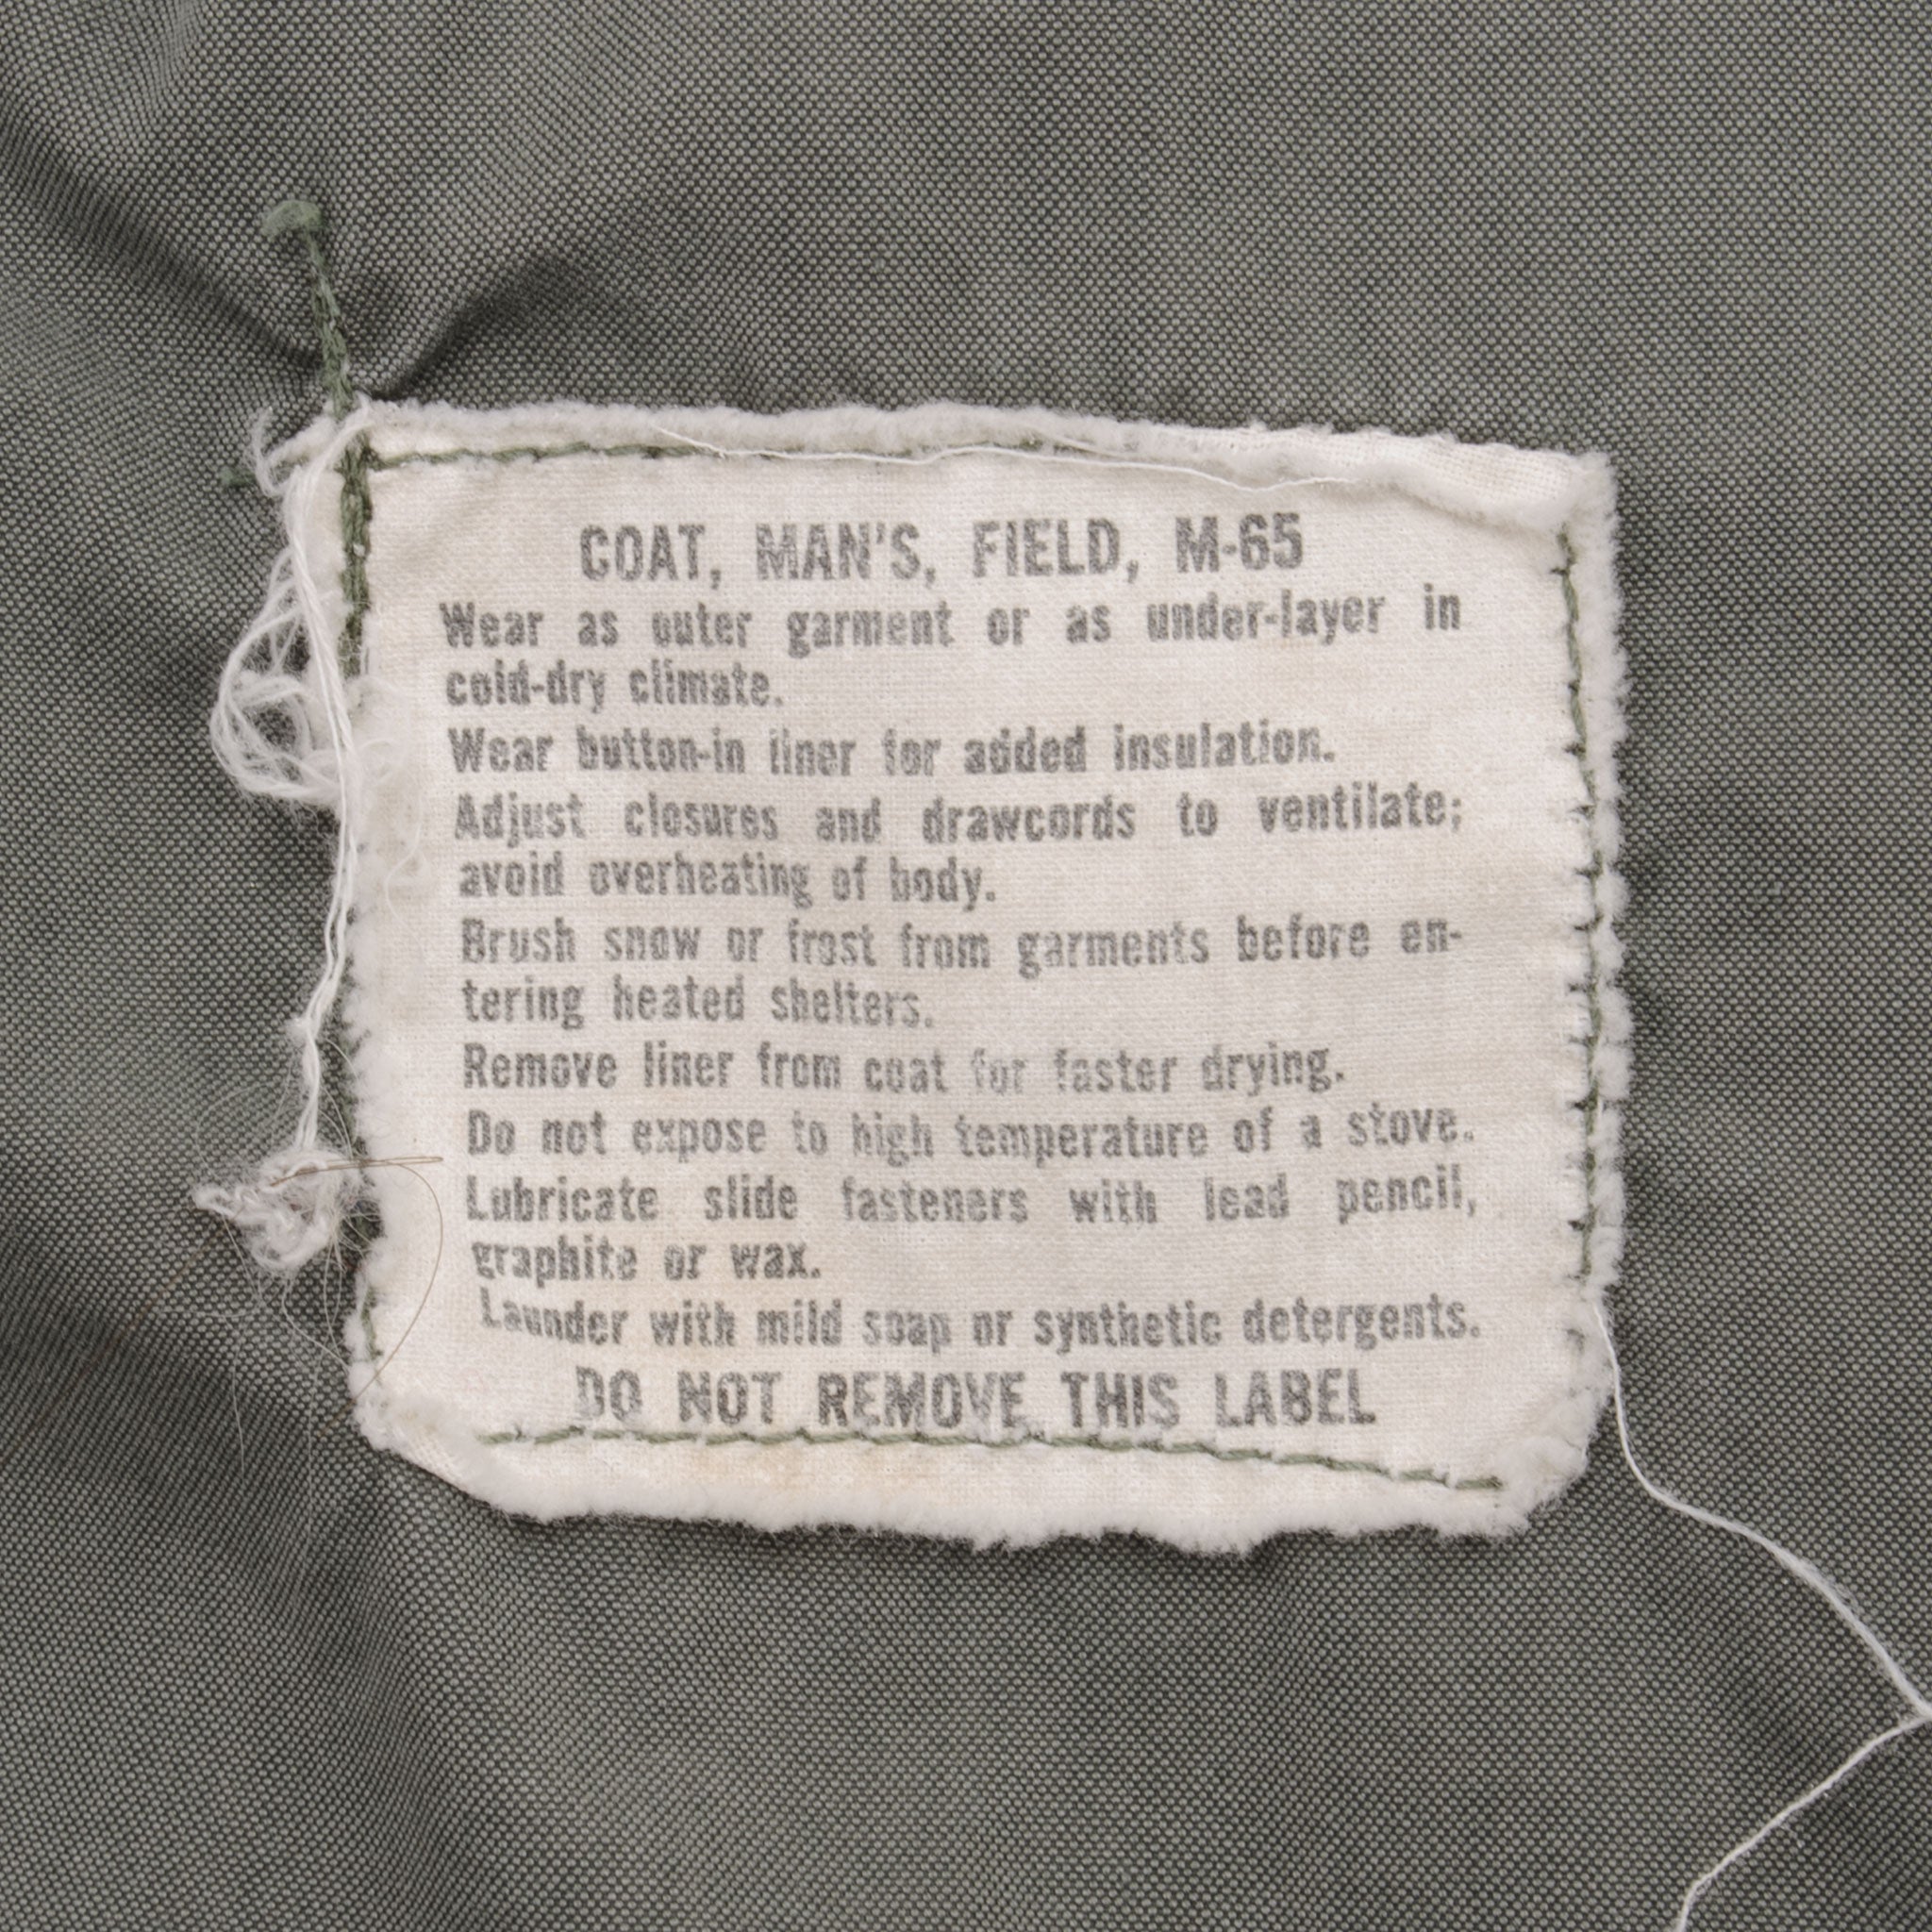 COAT, MAN'S, FIELD, M-65
Wear as outer garment or as under-layer in
cold-dry climate.
Wear button-in liner for added insulation.
Adjust closures and drawcords to ventilate;
avoid overheating of body.
Brush snow or frost from garments before en-
tering heated shelters.
Remove liner from coat for faster drying.
Do not expose to high temperature of a stove.
Lubricate slide fasteners with lead pencil,
graphite or wax.
Launder with mild soap or synthetic detergents.
DO NOT REMOVE THIS LABEL